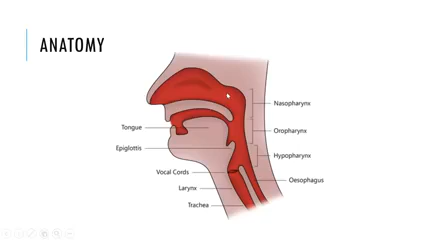 ANATOMY
Nasopharynx
Tongue
Oropharynx
Epiglottis
Hypopharynx
Vocal Cords
Oesophagus
Larynx
Trachea